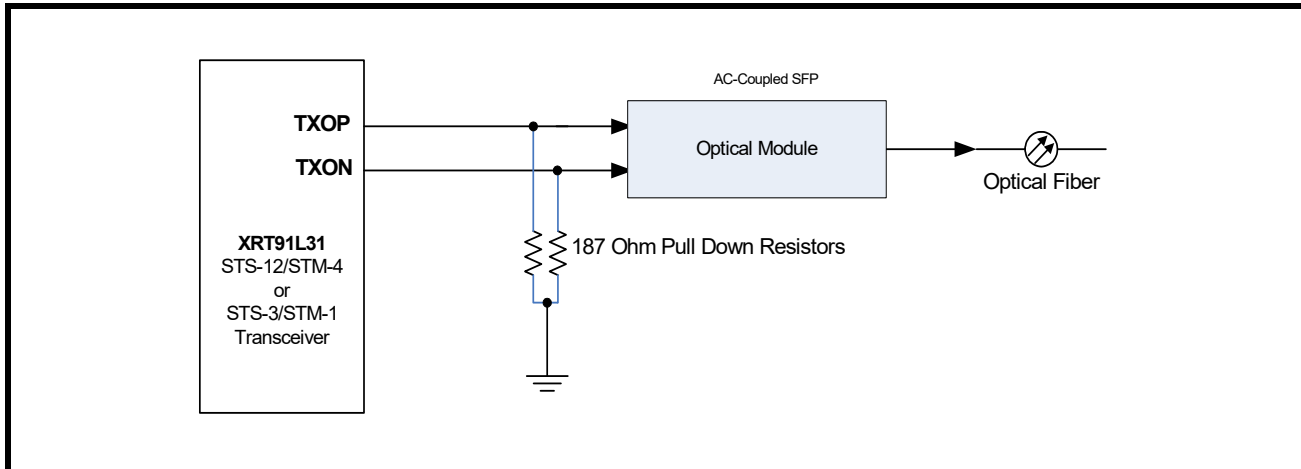 AC-Coupled SFP
TXOP
TXON
Optical Module
Optical Fiber
XRT91L31
STS-12/STM-4
or
STS-3/STM-1
Transceiver
187 Ohm Pull Down Resistors